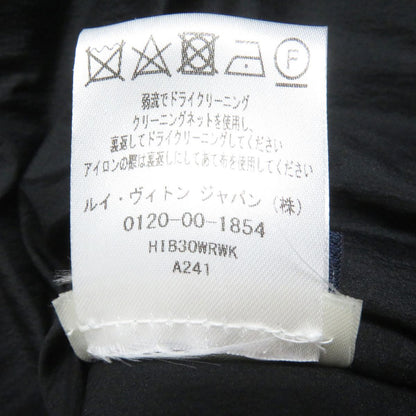 F
弱流でドライクリーニング
クリーニングネットを使用し、
裏返してドライクリーニングしてください
アイロンの際は裏返しにしてあて布を使用してください
ルイ・ヴィトン ジャパン (株)
0120-00-1854
HIB30WRWK
A241